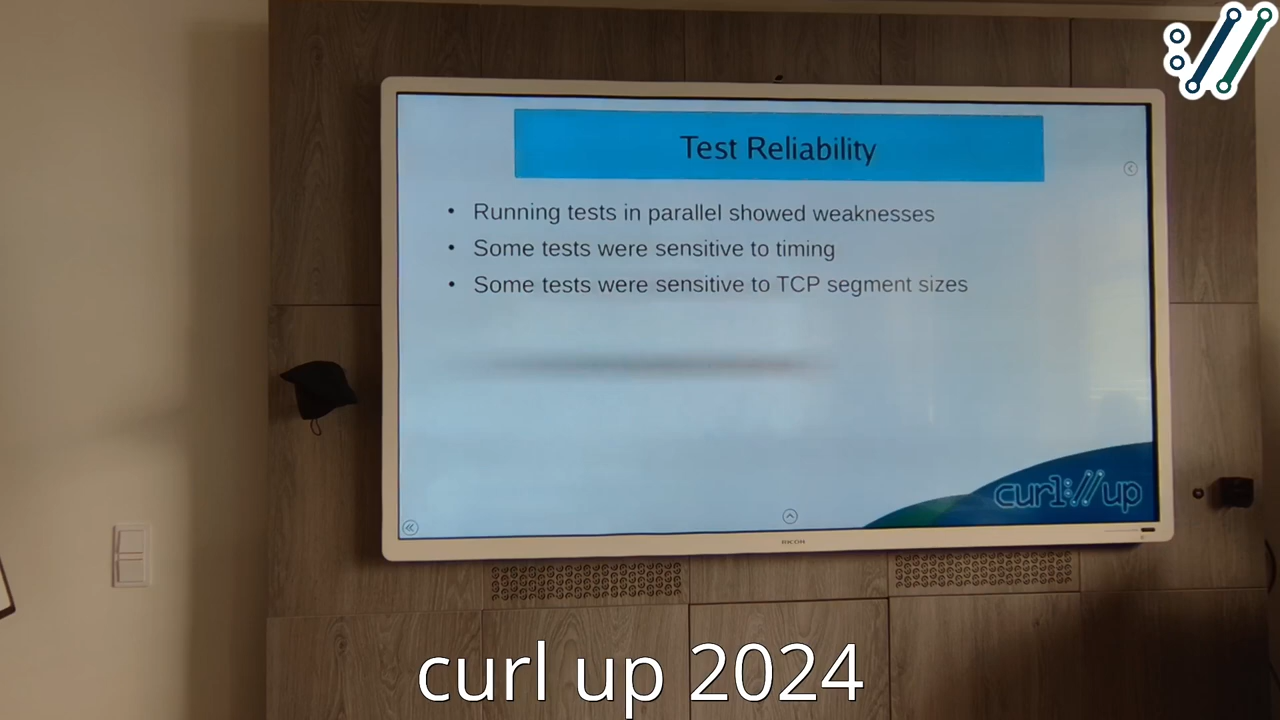 Test Reliability
• Running tests in parallel showed weaknesses
• Some tests were sensitive to timing
• Some tests were sensitive to TCP segment sizes
curl:// up
RICOH
curl up 2024